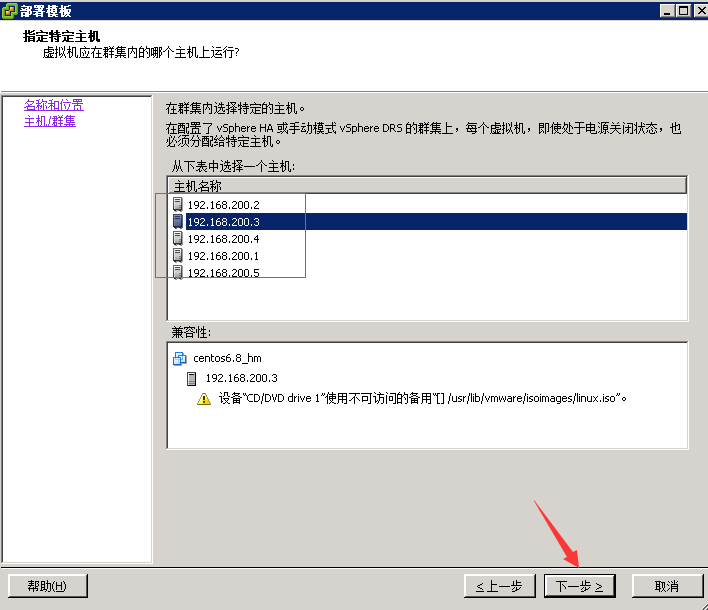 部署模板
指定特定主机
虚拟机应在群集内的哪个主机上运行?
名称和位置
主机/群集
在群集内选择特定的主机。
在配置了 vSphere HA 或手动模式 vSphere DRS 的群集上，每个虚拟机，即使处于电源关闭状态，也
必须分配给特定主机。
从下表中选择一个主机:
主机名称
192.168.200.2
192.168.200.3
192.168.200.4
192.168.200.1
192.168.200.5
兼容性:
centos6.8_hm
192.168.200.3
设备“CD/DVD drive 1”使用不可访问的备用“[] /usr/lib/vmware/isoimages/linux.iso”。
帮助(H)
< 上一步
下一步 >
取消